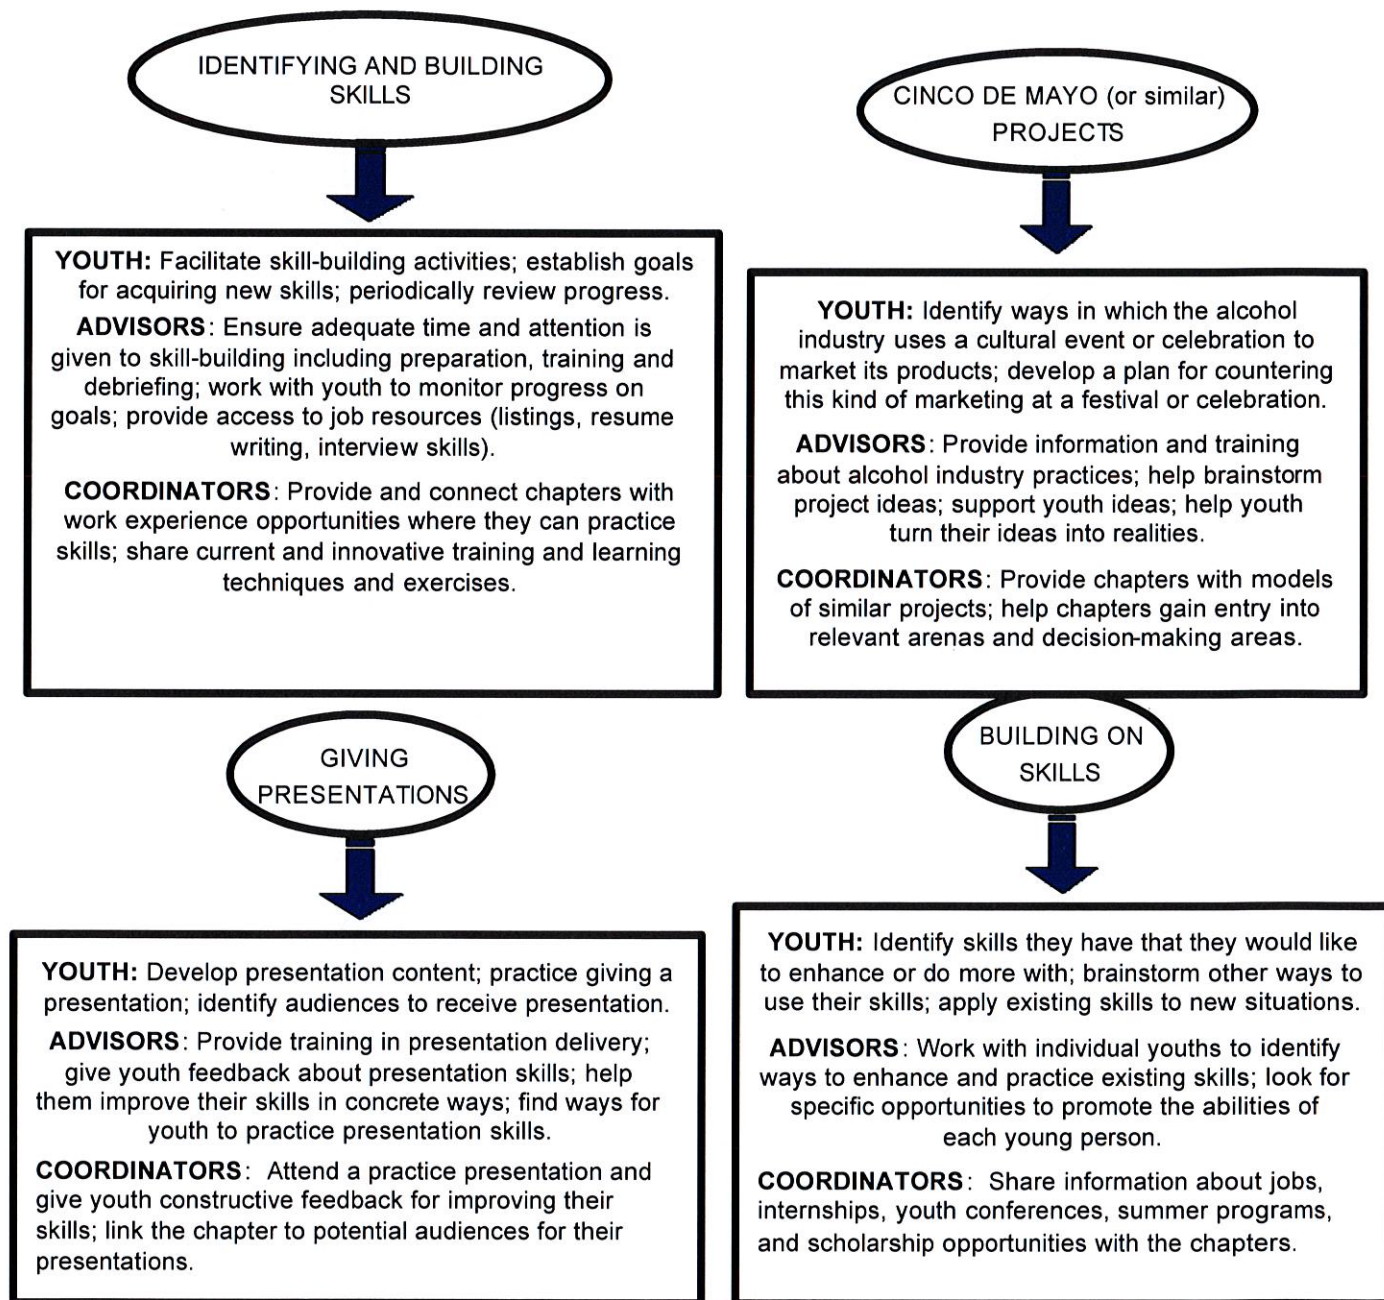 IDENTIFYING AND BUILDING
SKILLS
YOUTH: Facilitate skill-building activities; establish goals
for acquiring new skills; periodically review progress.
ADVISORS: Ensure adequate time and attention is
given to skill-building including preparation, training and
debriefing; work with youth to monitor progress on
goals; provide access to job resources (listings, resume
writing, interview skills).
COORDINATORS: Provide and connect chapters with
work experience opportunities where they can practice
skills; share current and innovative training and learning
techniques and exercises.
CINCO DE MAYO (or similar)
PROJECTS
YOUTH: Identify ways in which the alcohol
industry uses a cultural event or celebration to
market its products; develop a plan for countering
this kind of marketing at a festival or celebration.
ADVISORS: Provide information and training
about alcohol industry practices; help brainstorm
project ideas; support youth ideas; help youth
turn their ideas into realities.
COORDINATORS: Provide chapters with models
of similar projects; help chapters gain entry into
relevant arenas and decision-making areas.
GIVING
PRESENTATIONS
YOUTH: Develop presentation content; practice giving a
presentation; identify audiences to receive presentation.
ADVISORS: Provide training in presentation delivery;
give youth feedback about presentation skills; help
them improve their skills in concrete ways; find ways for
youth to practice presentation skills.
COORDINATORS: Attend a practice presentation and
give youth constructive feedback for improving their
skills; link the chapter to potential audiences for their
presentations.
BUILDING ON
SKILLS
YOUTH: Identify skills they have that they would like
to enhance or do more with; brainstorm other ways to
use their skills; apply existing skills to new situations.
ADVISORS: Work with individual youths to identify
ways to enhance and practice existing skills; look for
specific opportunities to promote the abilities of
each young person.
COORDINATORS: Share information about jobs,
internships, youth conferences, summer programs,
and scholarship opportunities with the chapters.